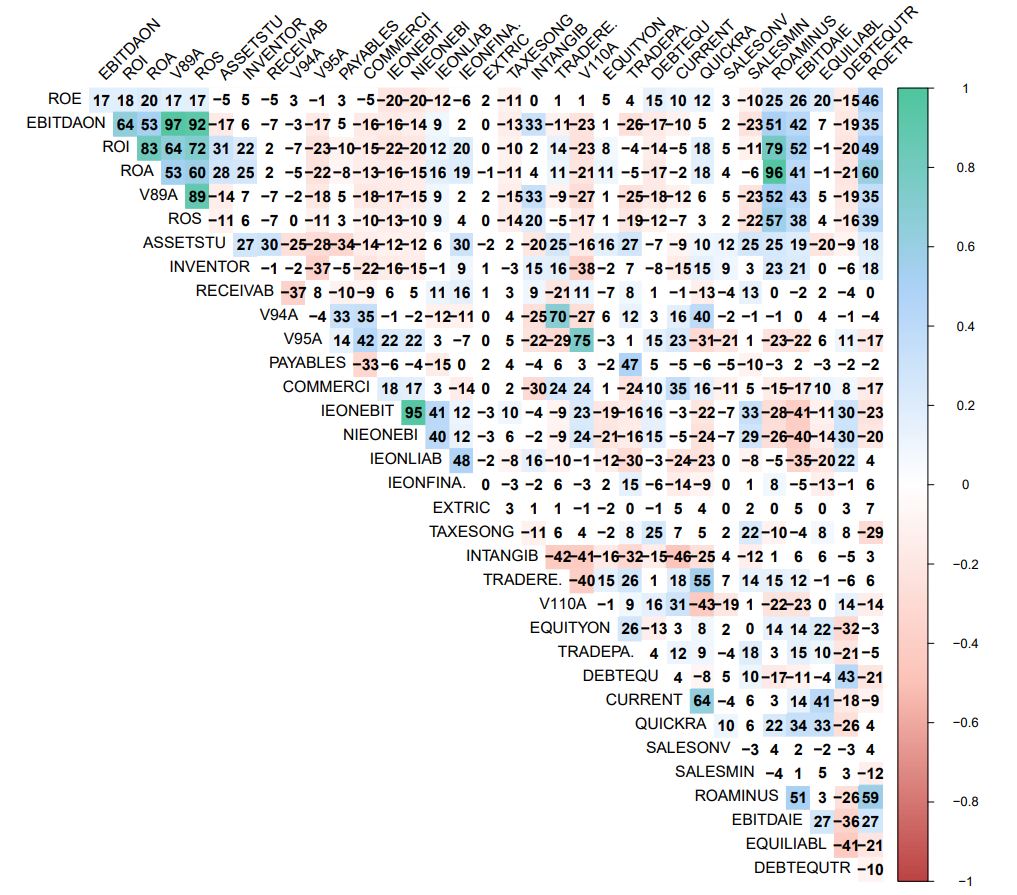 EBITDAON
ROI
ROA
V89A
ROS
ASSETSTU
INVENTOR
RECEIVAB
V94A
V95A
PAYABLES
COMMERCI
IEONEBIT
NIEONEBI
IEONLIAB
IEONFINA.
EXTRIC
TAXESONG
INTANGIB
TRADERE.
V110A
EQUITYON
TRADEPA.
DEBTEQU
CURRENT
QUICKRA
SALESONV
SALESMIN
ROAMINUS
EBITDAIE
EQUILIABL
DEBTEQUTR
ROETR
ROE 17 18 20 17 17 −5 5 −5 3 −1 3 −5 −20 −20 −12 −6 2 −11 0 1 1 5 4 15 10 12 3 −10 25 26 20 −15 46
EBITDAON 64 53 97 92 −17 6 −7 −3 −17 5 −16 −16 −14 9 2 0 −13 33 −11 −23 1 −26 −17 −10 5 2 −23 51 42 7 −19 35
ROI 83 64 72 31 22 2 −7 −23 −10 −15 −22 −20 12 20 0 −10 2 14 −23 8 −4 −14 −5 18 5 −11 79 52 −1 −20 49
ROA 53 60 28 25 2 −5 −22 −8 −13 −16 −15 16 19 −1 −11 4 11 −21 11 −5 −17 −2 18 4 −6 96 41 −1 −21 60
V89A 89 −14 7 −7 −2 −18 5 −18 −17 −15 9 2 2 −15 33 −9 −27 1 −25 −18 −12 6 5 −23 52 43 5 −19 35
ROS −11 6 −7 0 −11 3 −10 −13 −10 9 4 0 −14 20 −5 −17 1 −19 −12 −7 3 2 −22 57 38 4 −16 39
ASSETSTU 27 30 −25 −28 −34 −14 −12 −12 6 30 −2 2 −20 25 −16 16 27 −7 −9 10 12 25 25 19 −20 −9 18
INVENTOR −1 −2 −37 −5 −22 −16 −15 −1 9 1 −3 15 16 −38 −2 7 −8 −15 15 9 3 23 21 0 −6 18
RECEIVAB −37 8 −10 −9 6 5 11 16 1 3 9 −21 11 −7 8 1 −1 −13 −4 13 0 −2 2 −4 0
V94A −4 33 35 −1 −2 −12 −11 0 4 −25 70 −27 6 12 3 16 40 −2 −1 −1 0 4 −1 −4
V95A 14 42 22 22 3 −7 0 5 −22 −29 75 −3 1 15 23 −31 −21 1 −23 −22 6 11 −17
PAYABLES −33 −6 −4 −15 0 2 4 −4 6 3 −2 47 5 −5 −6 −5 −10 −3 2 −3 −2 −2
COMMERCI 18 17 3 −14 0 2 −30 24 24 1 −24 10 35 16 −11 5 −15 −17 10 8 −17
IEONEBIT 95 41 12 −3 10 −4 −9 23 −19 −16 16 −3 −22 −7 33 −28 −41 −11 30 −23
NIEONEBI 40 12 −3 6 −2 −9 24 −21 −16 15 −5 −24 −7 29 −26 −40 −14 30 −20
IEONLIAB 48 −2 −8 16 −10 −1 −12 −30 −3 −24 −23 0 −8 −5 −35 −20 22 4
IEONFINA. 0 −3 −2 6 −3 2 15 −6 −14 −9 0 1 8 −5 −13 −1 6
EXTRIC 3 1 1 −1 −2 0 −1 5 4 0 2 0 5 0 3 7
TAXESONG −11 6 4 −2 8 25 7 5 2 22 −10 −4 8 8 −29
INTANGIB −42 −41 −16 −32 −15 −46 −25 4 −12 1 6 6 −5 3
TRADERE. −40 15 26 1 18 55 7 14 15 12 −1 −6 6
V110A −1 9 16 31 −43 −19 1 −22 −23 0 14 −14
EQUITYON 26 −13 3 8 2 0 14 14 22 −32 −3
TRADEPA. 4 12 9 −4 18 3 15 10 −21 −5
DEBTEQU 4 −8 5 10 −17 −11 −4 43 −21
CURRENT 64 −4 6 3 14 41 −18 −9
QUICKRA 10 6 22 34 33 −26 4
SALESONV −3 4 2 −2 −3 4
SALESMIN −4 1 5 3 −12
ROAMINUS 51 3 −26 59
EBITDAIE 27 −36 27
EQUILIABL −41 −21
DEBTEQUTR −10
1
0.8
0.6
0.4
0.2
0
−0.2
−0.4
−0.6
−0.8
−1